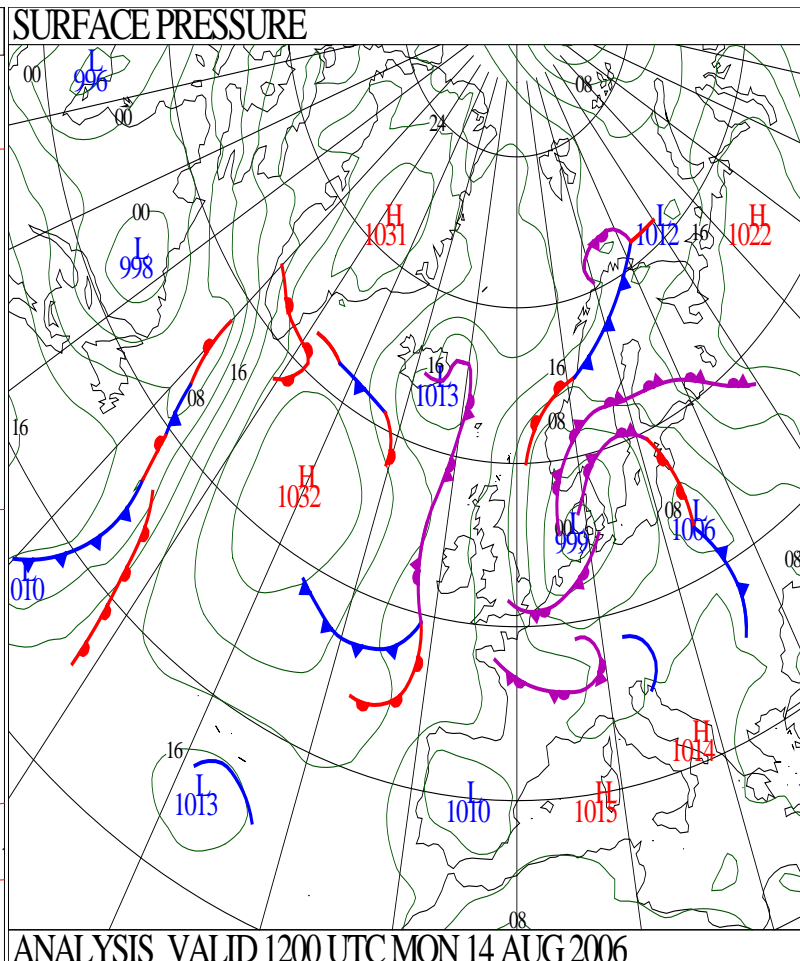 SURFACE PRESSURE
L
996
00
00
08
24
00
L
998
H
1031
L
1012
16
H
1022
16
08
16
L
1013
16
08
16
H
1032
00
L
999
08
L
1006
08
L
010
16
L
1013
L
1010
H
1015
H
1014
08
ANALYSIS VALID 1200 UTC MON 14 AUG 2006